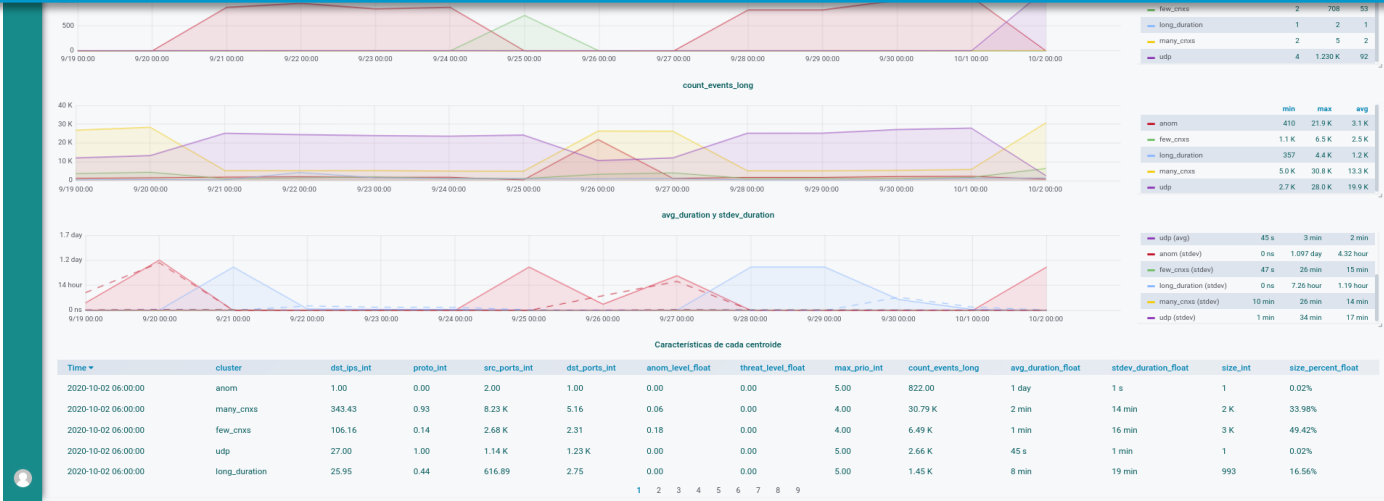 few_cnxs 2 708 53
500
long_duration 1 2 1
many_cnxs 2 5 2
0
udp 4 1.230 K 92
9/19 00:00 9/20 00:00 9/21 00:00 9/22 00:00 9/23 00:00 9/24 00:00 9/25 00:00 9/26 00:00 9/27 00:00 9/28 00:00 9/29 00:00 9/30 00:00 10/1 00:00 10/2 00:00
count_events_long
40 K
30 K
20 K
10 K
0
9/19 00:00 9/20 00:00 9/21 00:00 9/22 00:00 9/23 00:00 9/24 00:00 9/25 00:00 9/26 00:00 9/27 00:00 9/28 00:00 9/29 00:00 9/30 00:00 10/1 00:00 10/2 00:00
min max avg
anom 410 21.9 K 3.1 K
few_cnxs 1.1 K 6.5 K 2.5 K
long_duration 357 4.4 K 1.2 K
many_cnxs 5.0 K 30.8 K 13.3 K
udp 2.7 K 28.0 K 19.9 K
avg_duration y stdev_duration
1.7 day
1.2 day
14 hour
0 ns
9/19 00:00 9/20 00:00 9/21 00:00 9/22 00:00 9/23 00:00 9/24 00:00 9/25 00:00 9/26 00:00 9/27 00:00 9/28 00:00 9/29 00:00 9/30 00:00 10/1 00:00 10/2 00:00
udp (avg) 45 s 3 min 2 min
anom (stdev) 0 ns 1.097 day 4.32 hour
few_cnxs (stdev) 47 s 26 min 15 min
long_duration (stdev) 0 ns 7.26 hour 1.19 hour
many_cnxs (stdev) 10 min 26 min 14 min
udp (stdev) 1 min 34 min 17 min
Características de cada centroide
Time cluster dst_ips_int proto_int src_ports_int dst_ports_int anom_level_float threat_level_float max_prio_int count_events_long avg_duration_float stdev_duration_float size_int size_percent_float
2020-10-02 06:00:00 anom 1.00 0.00 2.00 1.00 0.00 0.00 5.00 822.00 1 day 1 s 1 0.02%
2020-10-02 06:00:00 many_cnxs 343.43 0.93 8.23 K 5.16 0.06 0.00 4.00 30.79 K 2 min 14 min 2 K 33.98%
2020-10-02 06:00:00 few_cnxs 106.16 0.14 2.68 K 2.31 0.18 0.00 4.00 6.49 K 1 min 16 min 3 K 49.42%
2020-10-02 06:00:00 udp 27.00 1.00 1.14 K 1.23 K 0.00 0.00 5.00 2.66 K 45 s 1 min 1 0.02%
2020-10-02 06:00:00 long_duration 25.95 0.44 616.89 2.75 0.00 0.00 5.00 1.45 K 8 min 19 min 993 16.56%
1 2 3 4 5 6 7 8 9